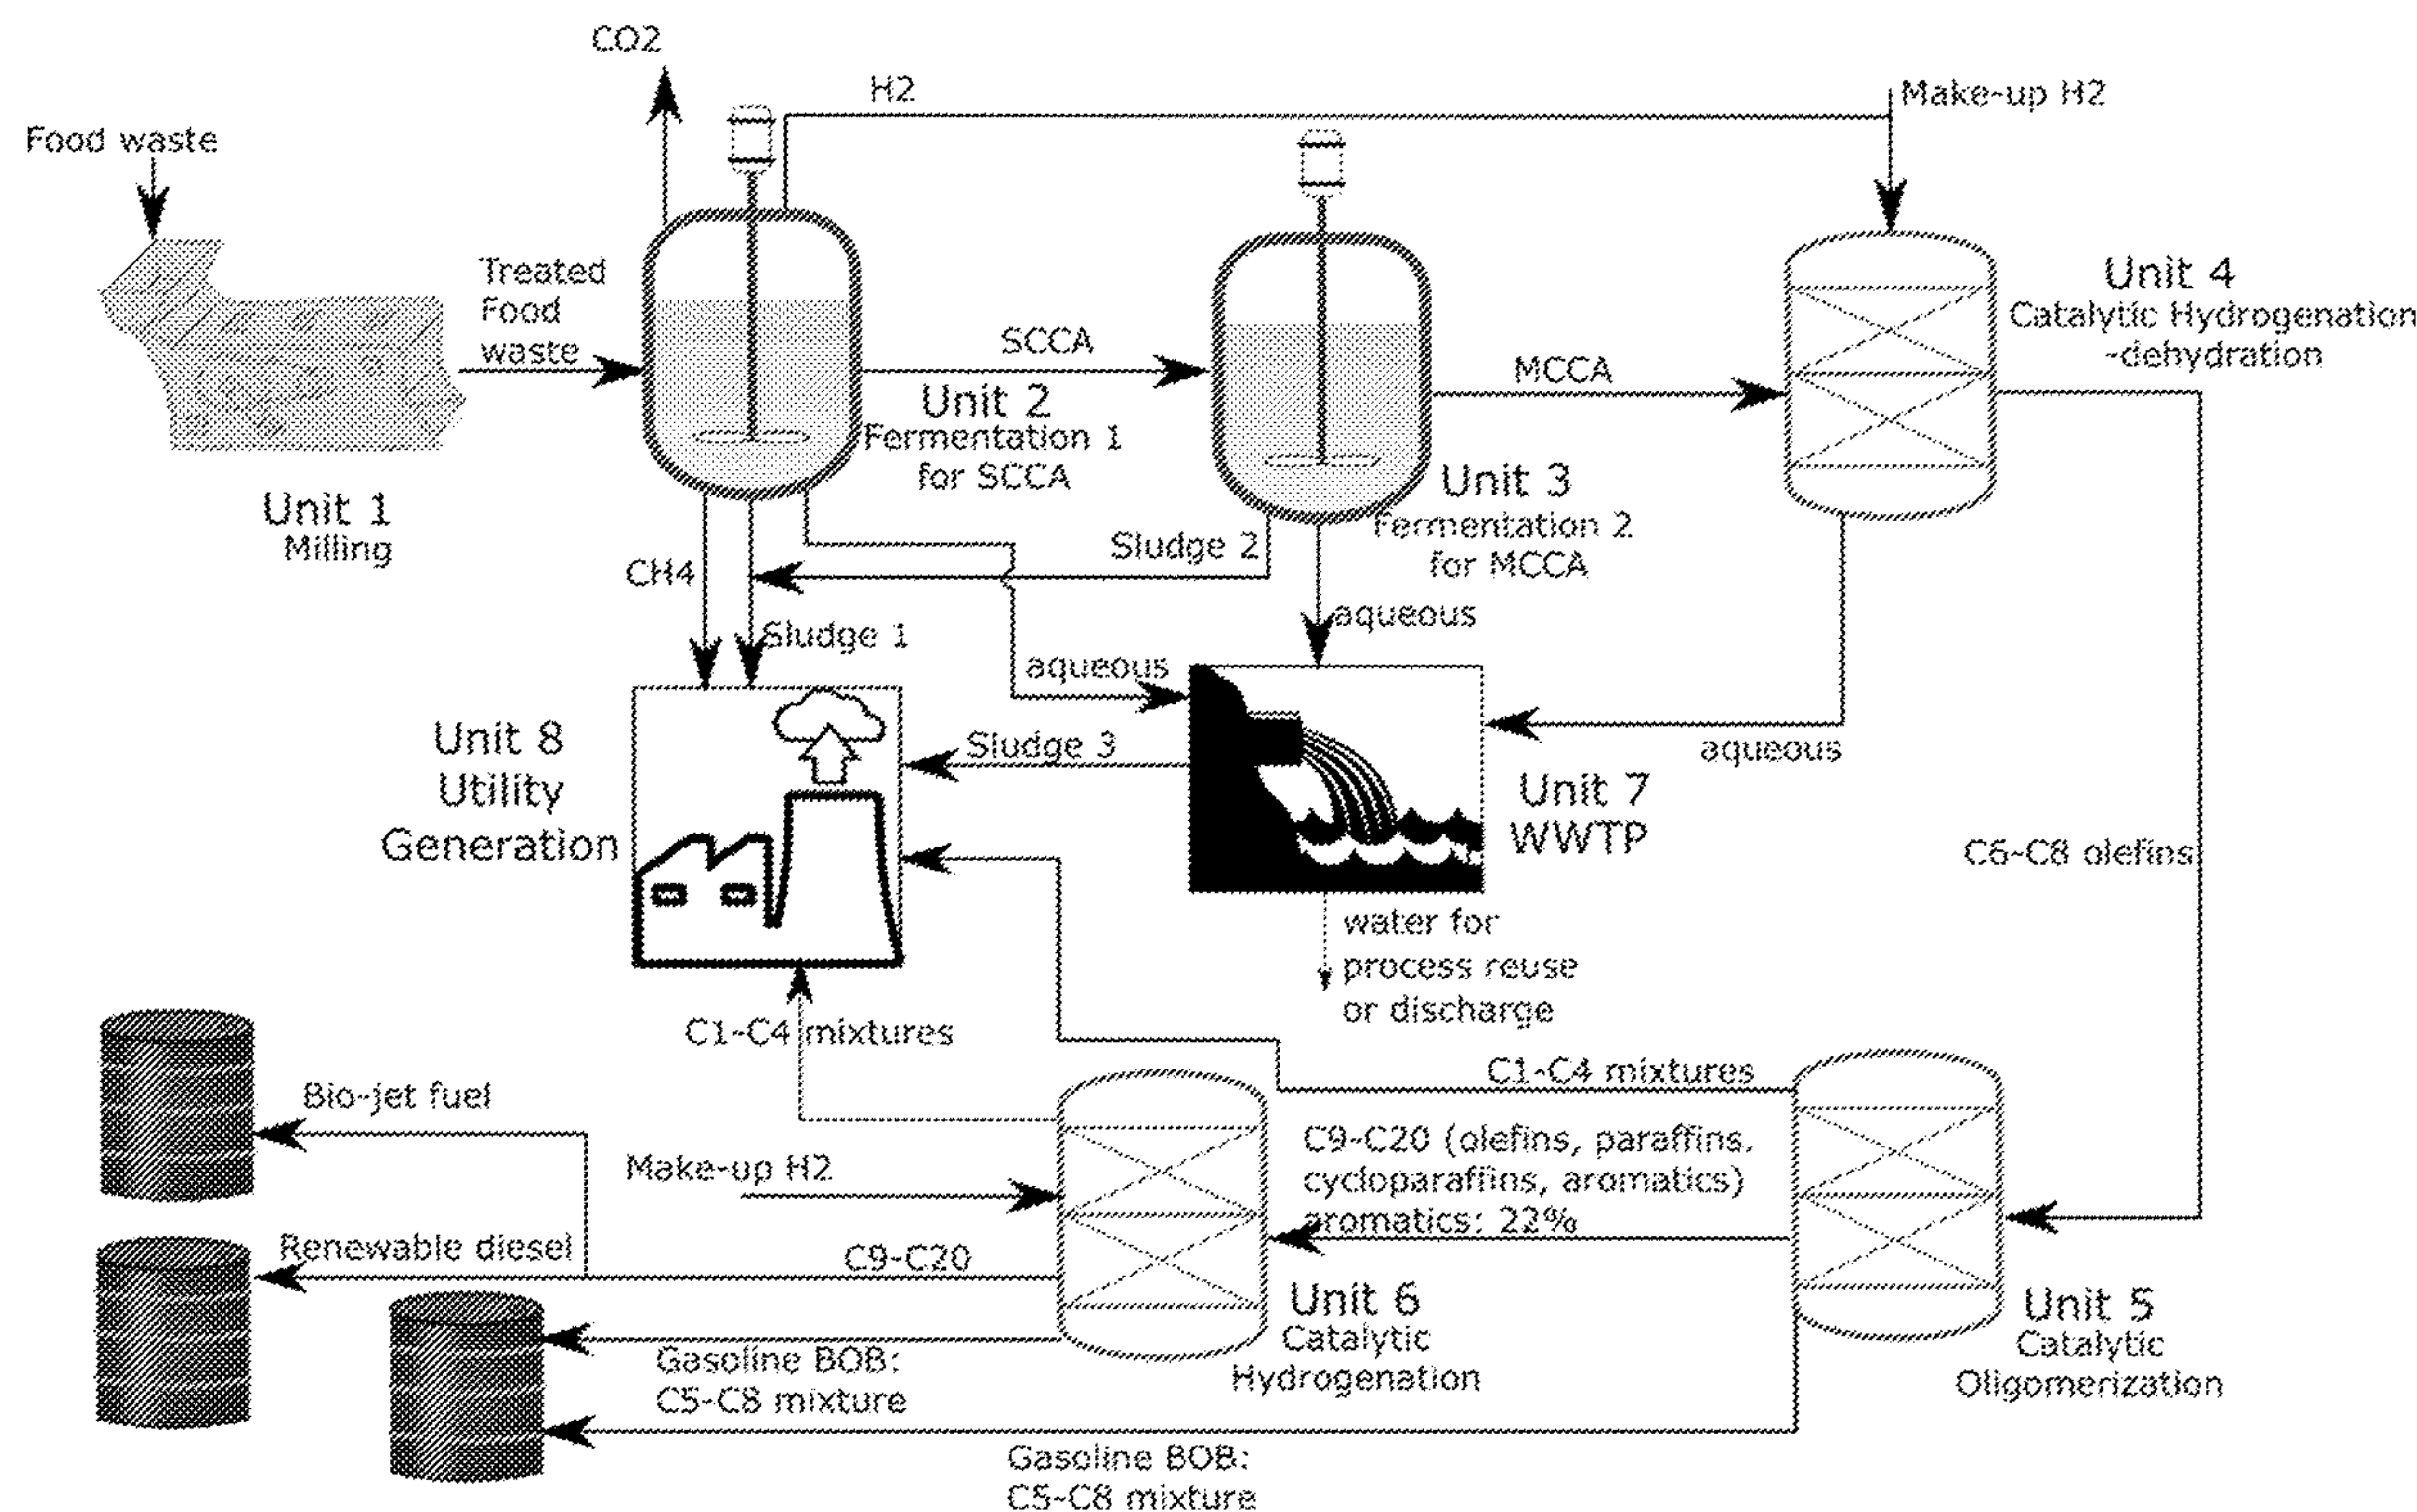 CO2
H2
Make-up H2
Food waste
Treated
Food
waste
SCCA
MCCA
Unit 4
Catalytic Hydrogenation
-dehydration
Unit 2
Fermentation 1
for SCCA
Unit 1
Milling
Unit 3
Fermentation 2
for MCCA
Sludge 2
CH4
Sludge 1
aqueous
aqueous
aqueous
Unit 8
Utility
Generation
Sludge 3
Unit 7
WWTP
C6-C8 olefins
water for
process reuse
or discharge
C1-C4 mixtures
C1-C4 mixtures
Bio-jet fuel
Make-up H2
C9-C20 (olefins, paraffins,
cycloparaffins, aromatics)
aromatics: 22%
Renewable diesel
C9-C20
Unit 6
Catalytic
Hydrogenation
Unit 5
Catalytic
Oligomerization
Gasoline BOB:
C5-C8 mixture
Gasoline BOB:
C5-C8 mixture